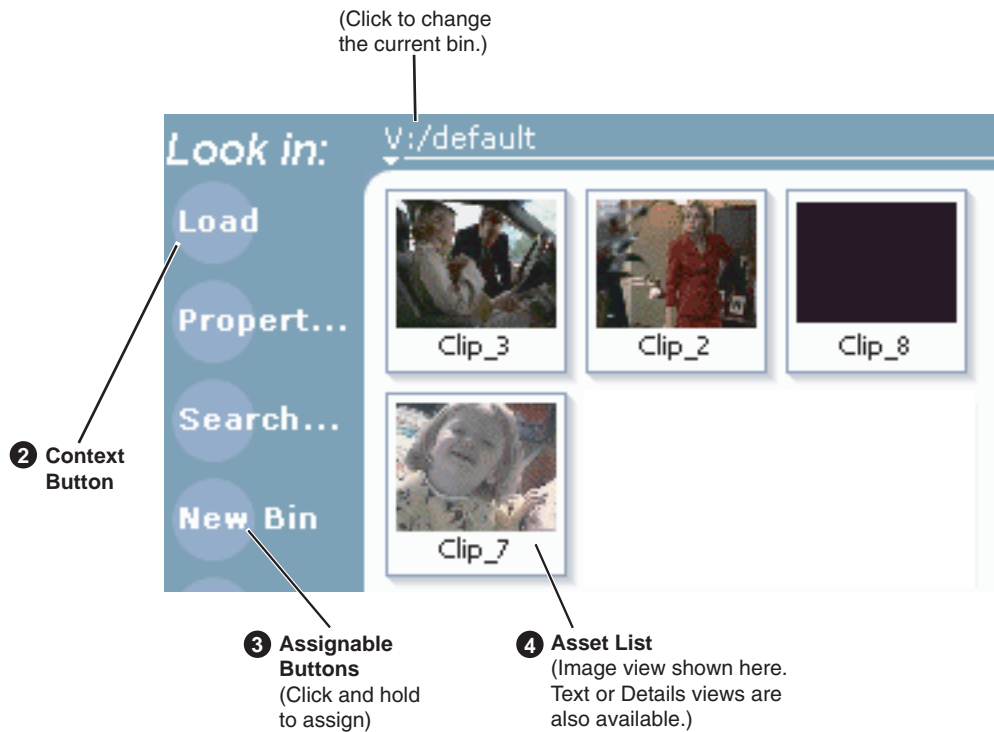 (Click to change
the current bin.)
Look in:
V:/default
Load
Propert...
Search...
New Bin
Clip_3
Clip_2
Clip_8
Clip_7
2 Context
Button
3 Assignable
Buttons
(Click and hold
to assign)
4 Asset List
(Image view shown here.
Text or Details views are
also available.)